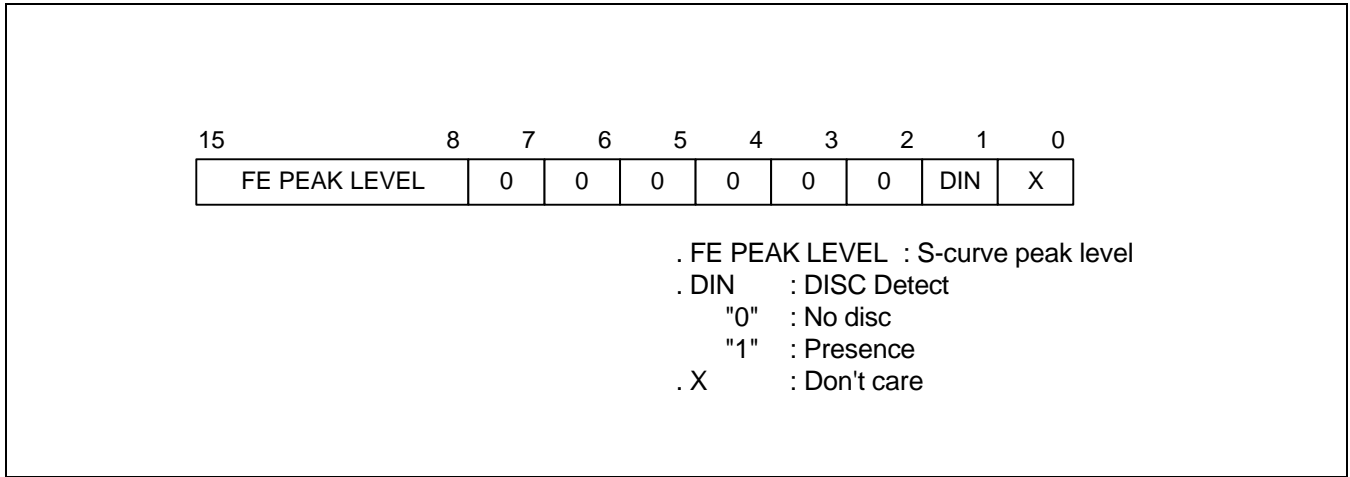 15 8 7 6 5 4 3 2 1 0
FE PEAK LEVEL 0 0 0 0 0 0 DIN X
. FE PEAK LEVEL : S-curve peak level
. DIN : DISC Detect
"0" : No disc
"1" : Presence
. X : Don't care